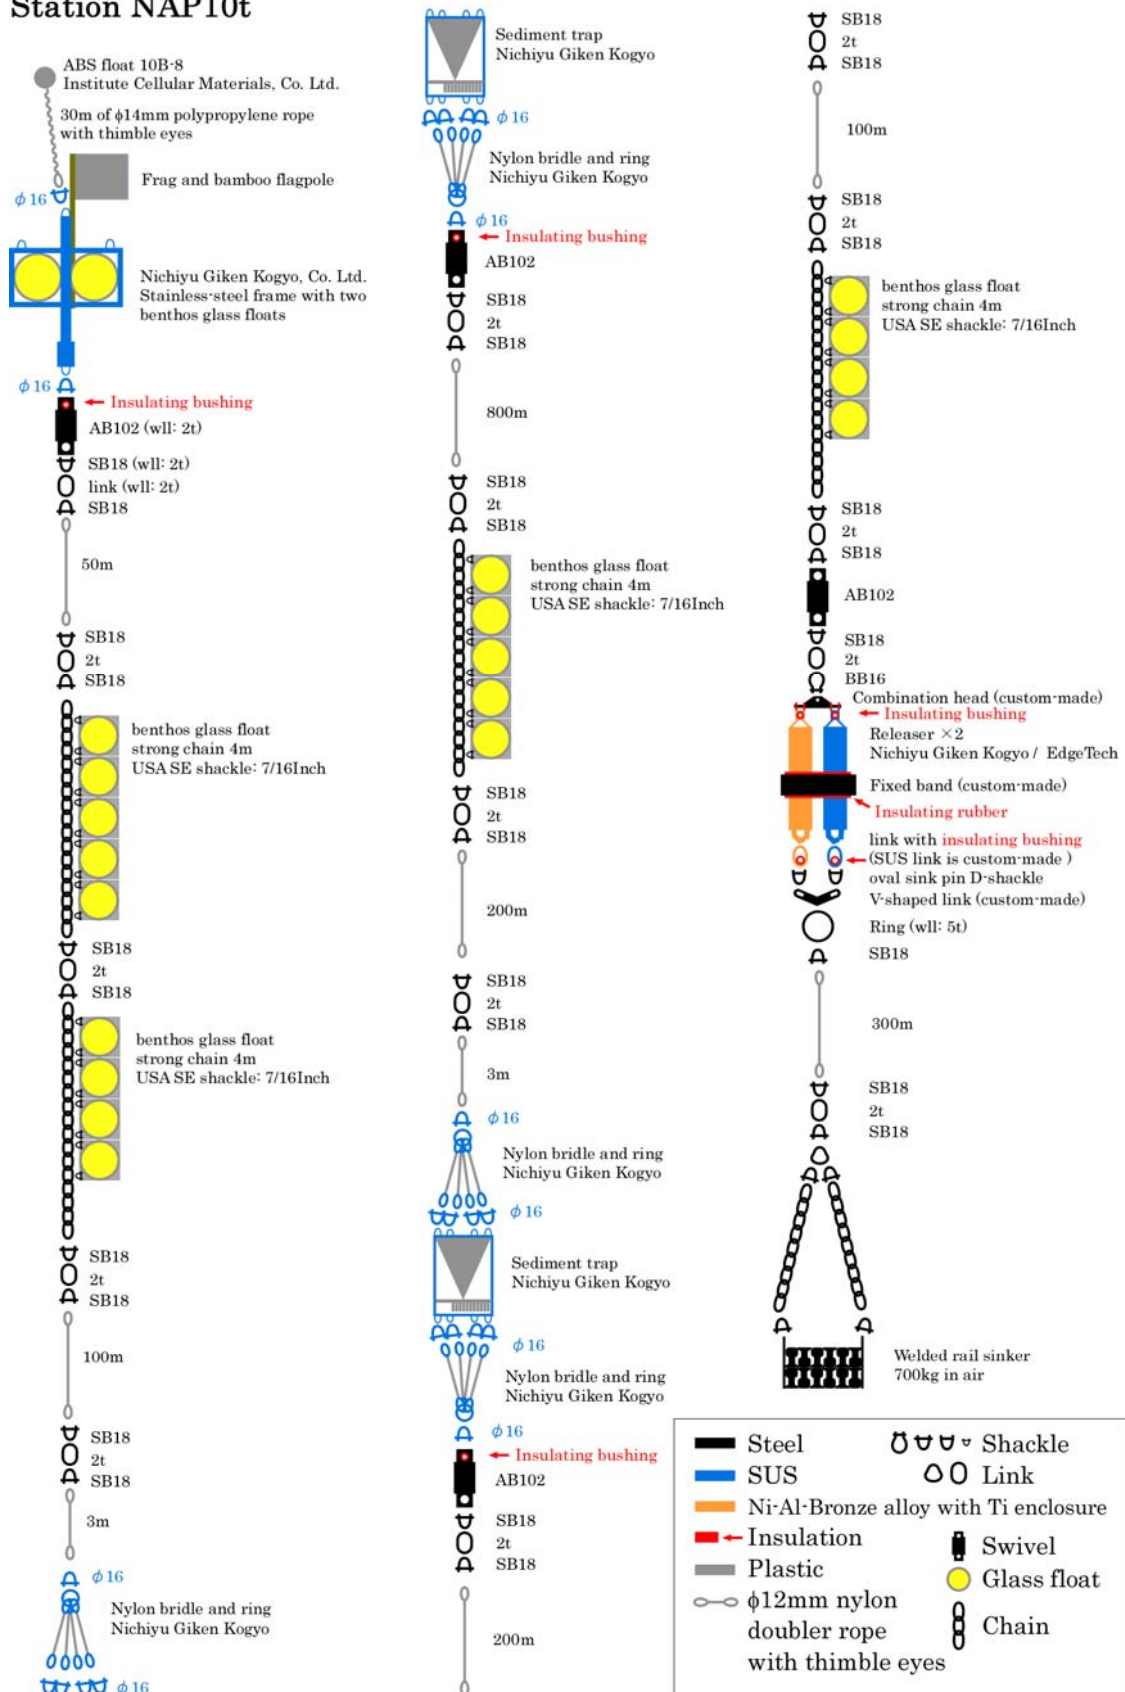 Station NAP10t
ABS float 10B-8
Institute Cellular Materials, Co. Ltd.
30m of ϕ14mm polypropylene rope
with thimble eyes
Frag and bamboo flagpole
ϕ 16
Nichiyu Giken Kogyo, Co. Ltd.
Stainless-steel frame with two
benthos glass floats
ϕ 16
Insulating bushing
AB102 (wll: 2t)
SB18 (wll: 2t)
link (wll: 2t)
SB18
50m
SB18
2t
SB18
benthos glass float
strong chain 4m
USA SE shackle: 7/16Inch
SB18
2t
SB18
benthos glass float
strong chain 4m
USA SE shackle: 7/16Inch
SB18
2t
SB18
100m
SB18
2t
SB18
3m
ϕ 16
Nylon bridle and ring
Nichiyu Giken Kogyo
ϕ 16
Sediment trap
Nichiyu Giken Kogyo
ϕ 16
Nylon bridle and ring
Nichiyu Giken Kogyo
ϕ 16
Insulating bushing
AB102
SB18
2t
SB18
800m
SB18
2t
SB18
benthos glass float
strong chain 4m
USA SE shackle: 7/16Inch
SB18
2t
SB18
200m
SB18
2t
SB18
3m
ϕ 16
Nylon bridle and ring
Nichiyu Giken Kogyo
ϕ 16
Sediment trap
Nichiyu Giken Kogyo
ϕ 16
Nylon bridle and ring
Nichiyu Giken Kogyo
ϕ 16
Insulating bushing
AB102
SB18
2t
SB18
200m
SB18
2t
SB18
100m
SB18
2t
SB18
benthos glass float
strong chain 4m
USA SE shackle: 7/16Inch
SB18
2t
SB18
AB102
SB18
2t
BB16
Combination head (custom-made)
Insulating bushing
Releaser ×2
Nichiyu Giken Kogyo / EdgeTech
Fixed band (custom-made)
Insulating rubber
link with insulating bushing
(SUS link is custom-made )
oval sink pin D-shackle
V-shaped link (custom-made)
Ring (wll: 5t)
SB18
300m
SB18
2t
SB18
Welded rail sinker
700kg in air
Steel
SUS
Ni-Al-Bronze alloy with Ti enclosure
Insulation
Plastic
ϕ12mm nylon
doubler rope
with thimble eyes
Shackle
Link
Swivel
Glass float
Chain